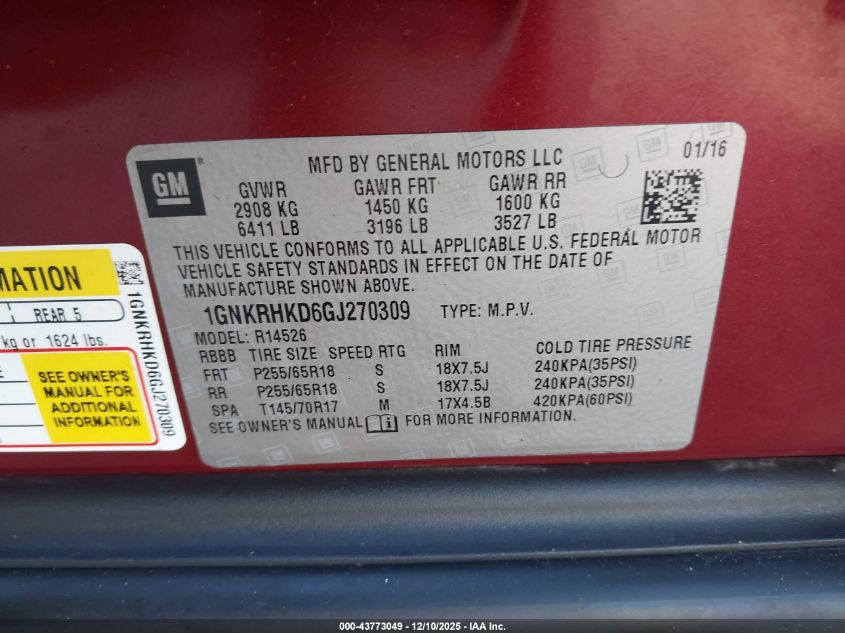 GM
®
MFD BY GENERAL MOTORS LLC
01/16
GVWR GAWR FRT GAWR RR
2908 KG 1450 KG 1600 KG
6411 LB 3196 LB 3527 LB
THIS VEHICLE CONFORMS TO ALL APPLICABLE U.S. FEDERAL MOTOR
VEHICLE SAFETY STANDARDS IN EFFECT ON THE DATE OF
MANUFACTURE SHOWN ABOVE.
1GNKRHKD6GJ270309 TYPE: M.P.V.
MODEL: R14526
RBBB TIRE SIZE SPEED RTG RIM COLD TIRE PRESSURE
FRT P255/65R18 S 18X7.5J 240KPA(35PSI)
RR P255/65R18 S 18X7.5J 240KPA(35PSI)
SPA T145/70R17 M 17X4.5B 420KPA(60PSI)
SEE OWNER'S MANUAL FOR MORE INFORMATION.
MATION
REAR 5
kg or 1624 lbs.
SEE OWNER'S
MANUAL FOR
ADDITIONAL
INFORMATION
1GNKRHKD6GJ270309
000-43773049 - 12/10/2025 - IAA Inc.